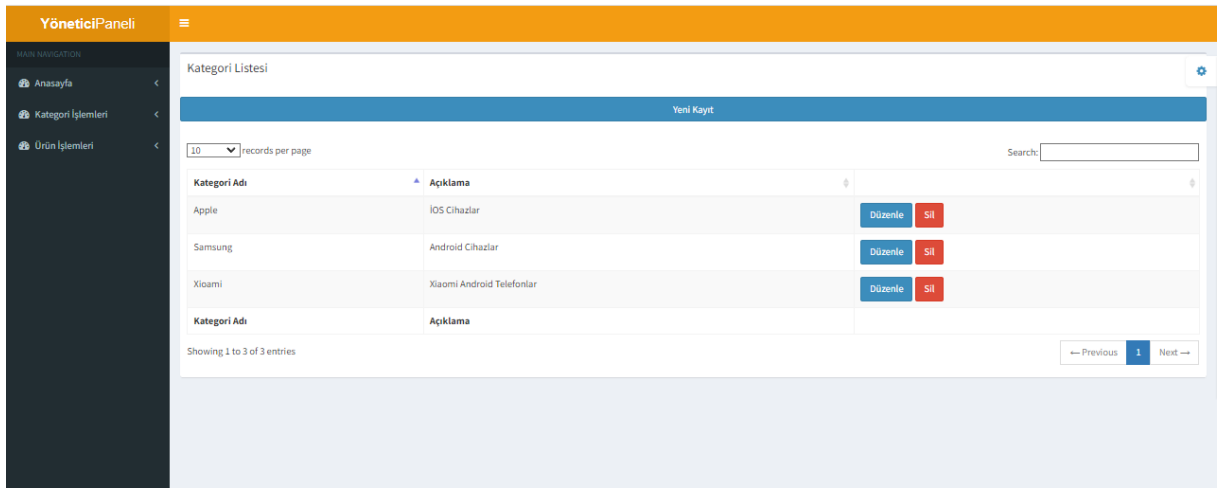 YöneticiPaneli
MAIN NAVIGATION
Anasayfa
Kategori İşlemleri
Ürün İşlemleri
Kategori Listesi
Yeni Kayıt
10 records per page
Search:
Kategori Adı Açıklama
Apple İOS Cihazlar Düzenle Sil
Samsung Android Cihazlar Düzenle Sil
Xioami Xiaomi Android Telefonlar Düzenle Sil
Kategori Adı Açıklama
Showing 1 to 3 of 3 entries
← Previous 1 Next →